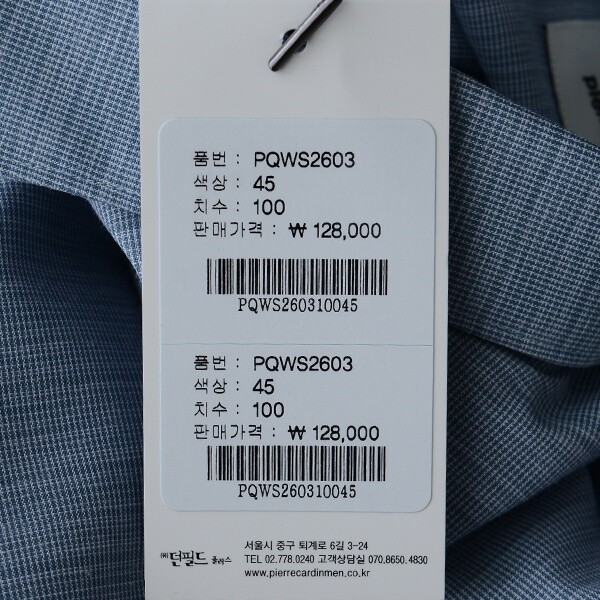 품번 : PQWS2603
색상 : 45
치수 : 100
판매가격 : ₩ 128,000
PQWS260310045
품번 : PQWS2603
색상 : 45
치수 : 100
판매가격 : ₩ 128,000
PQWS260310045
㈜던필드 플러스
서울시 중구 퇴계로 6길 3-24
TEL 02.778.0240 고객상담실 070.8650.4830
www.pierrecardinmen.co.kr